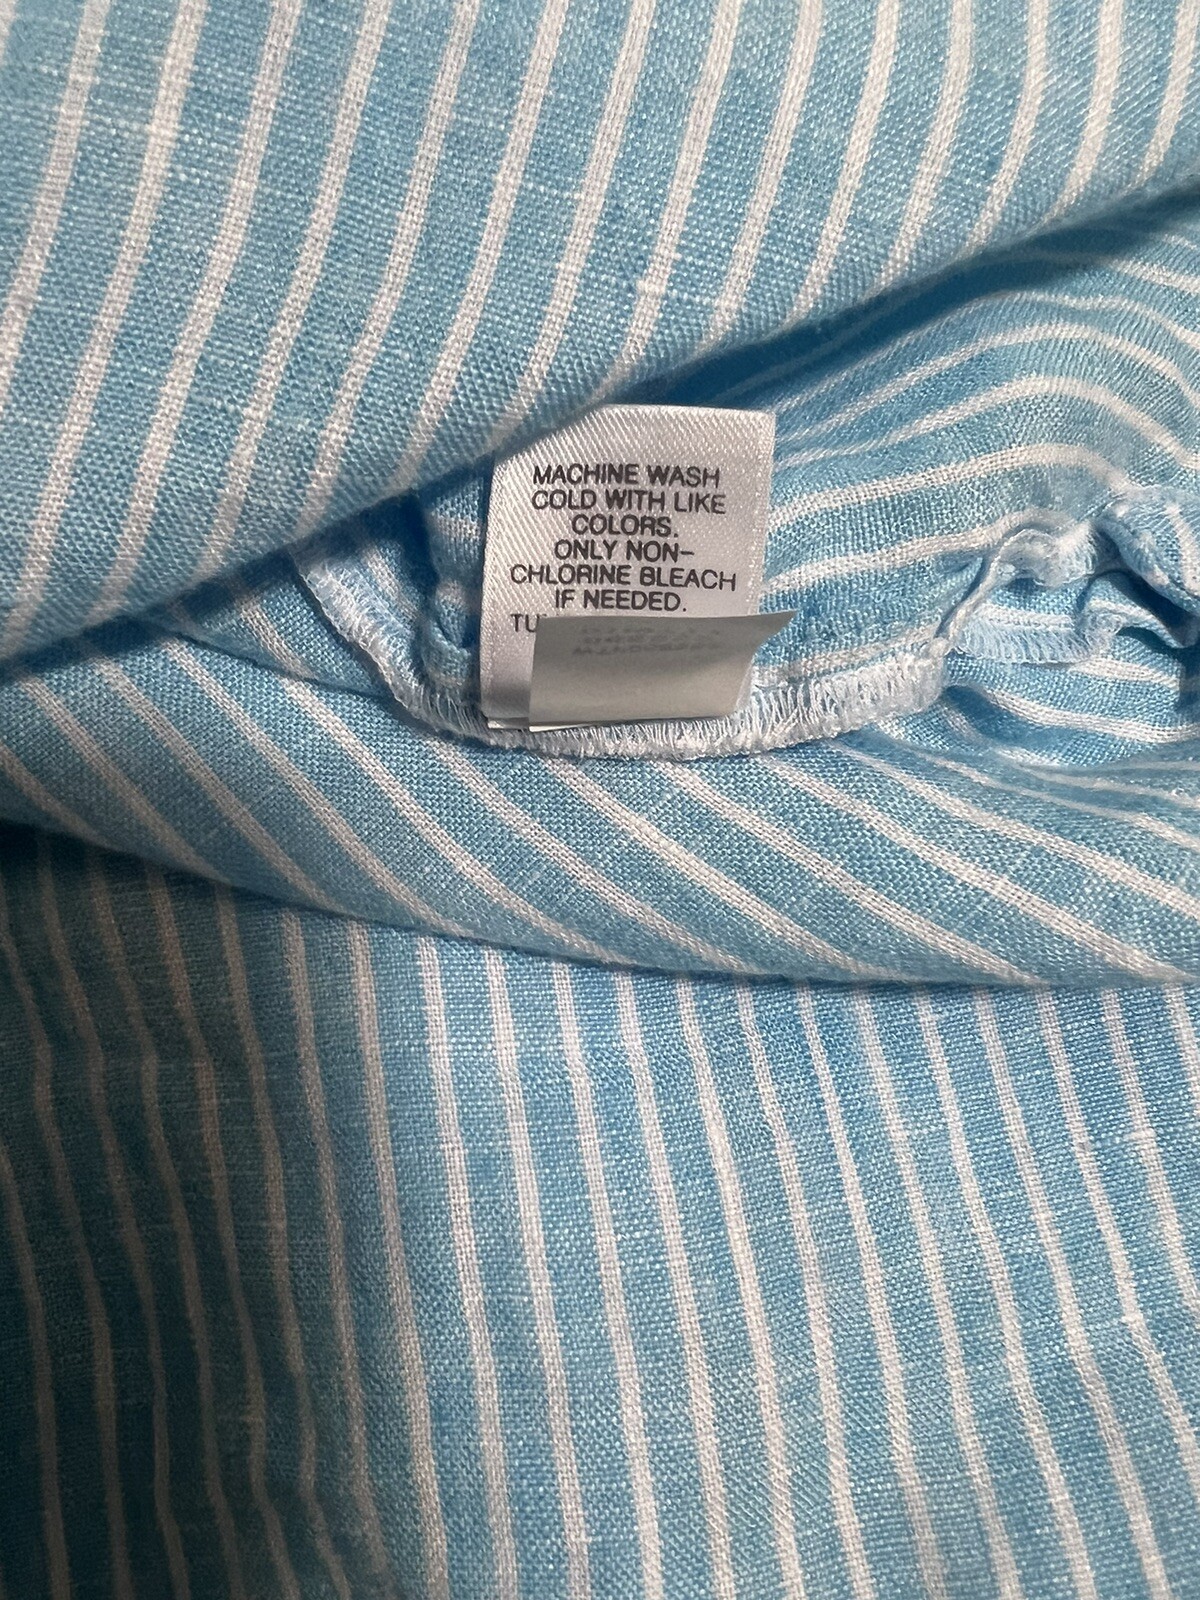 MACHINE WASH
COLD WITH LIKE
COLORS.
ONLY NON-
CHLORINE BLEACH
IF NEEDED.